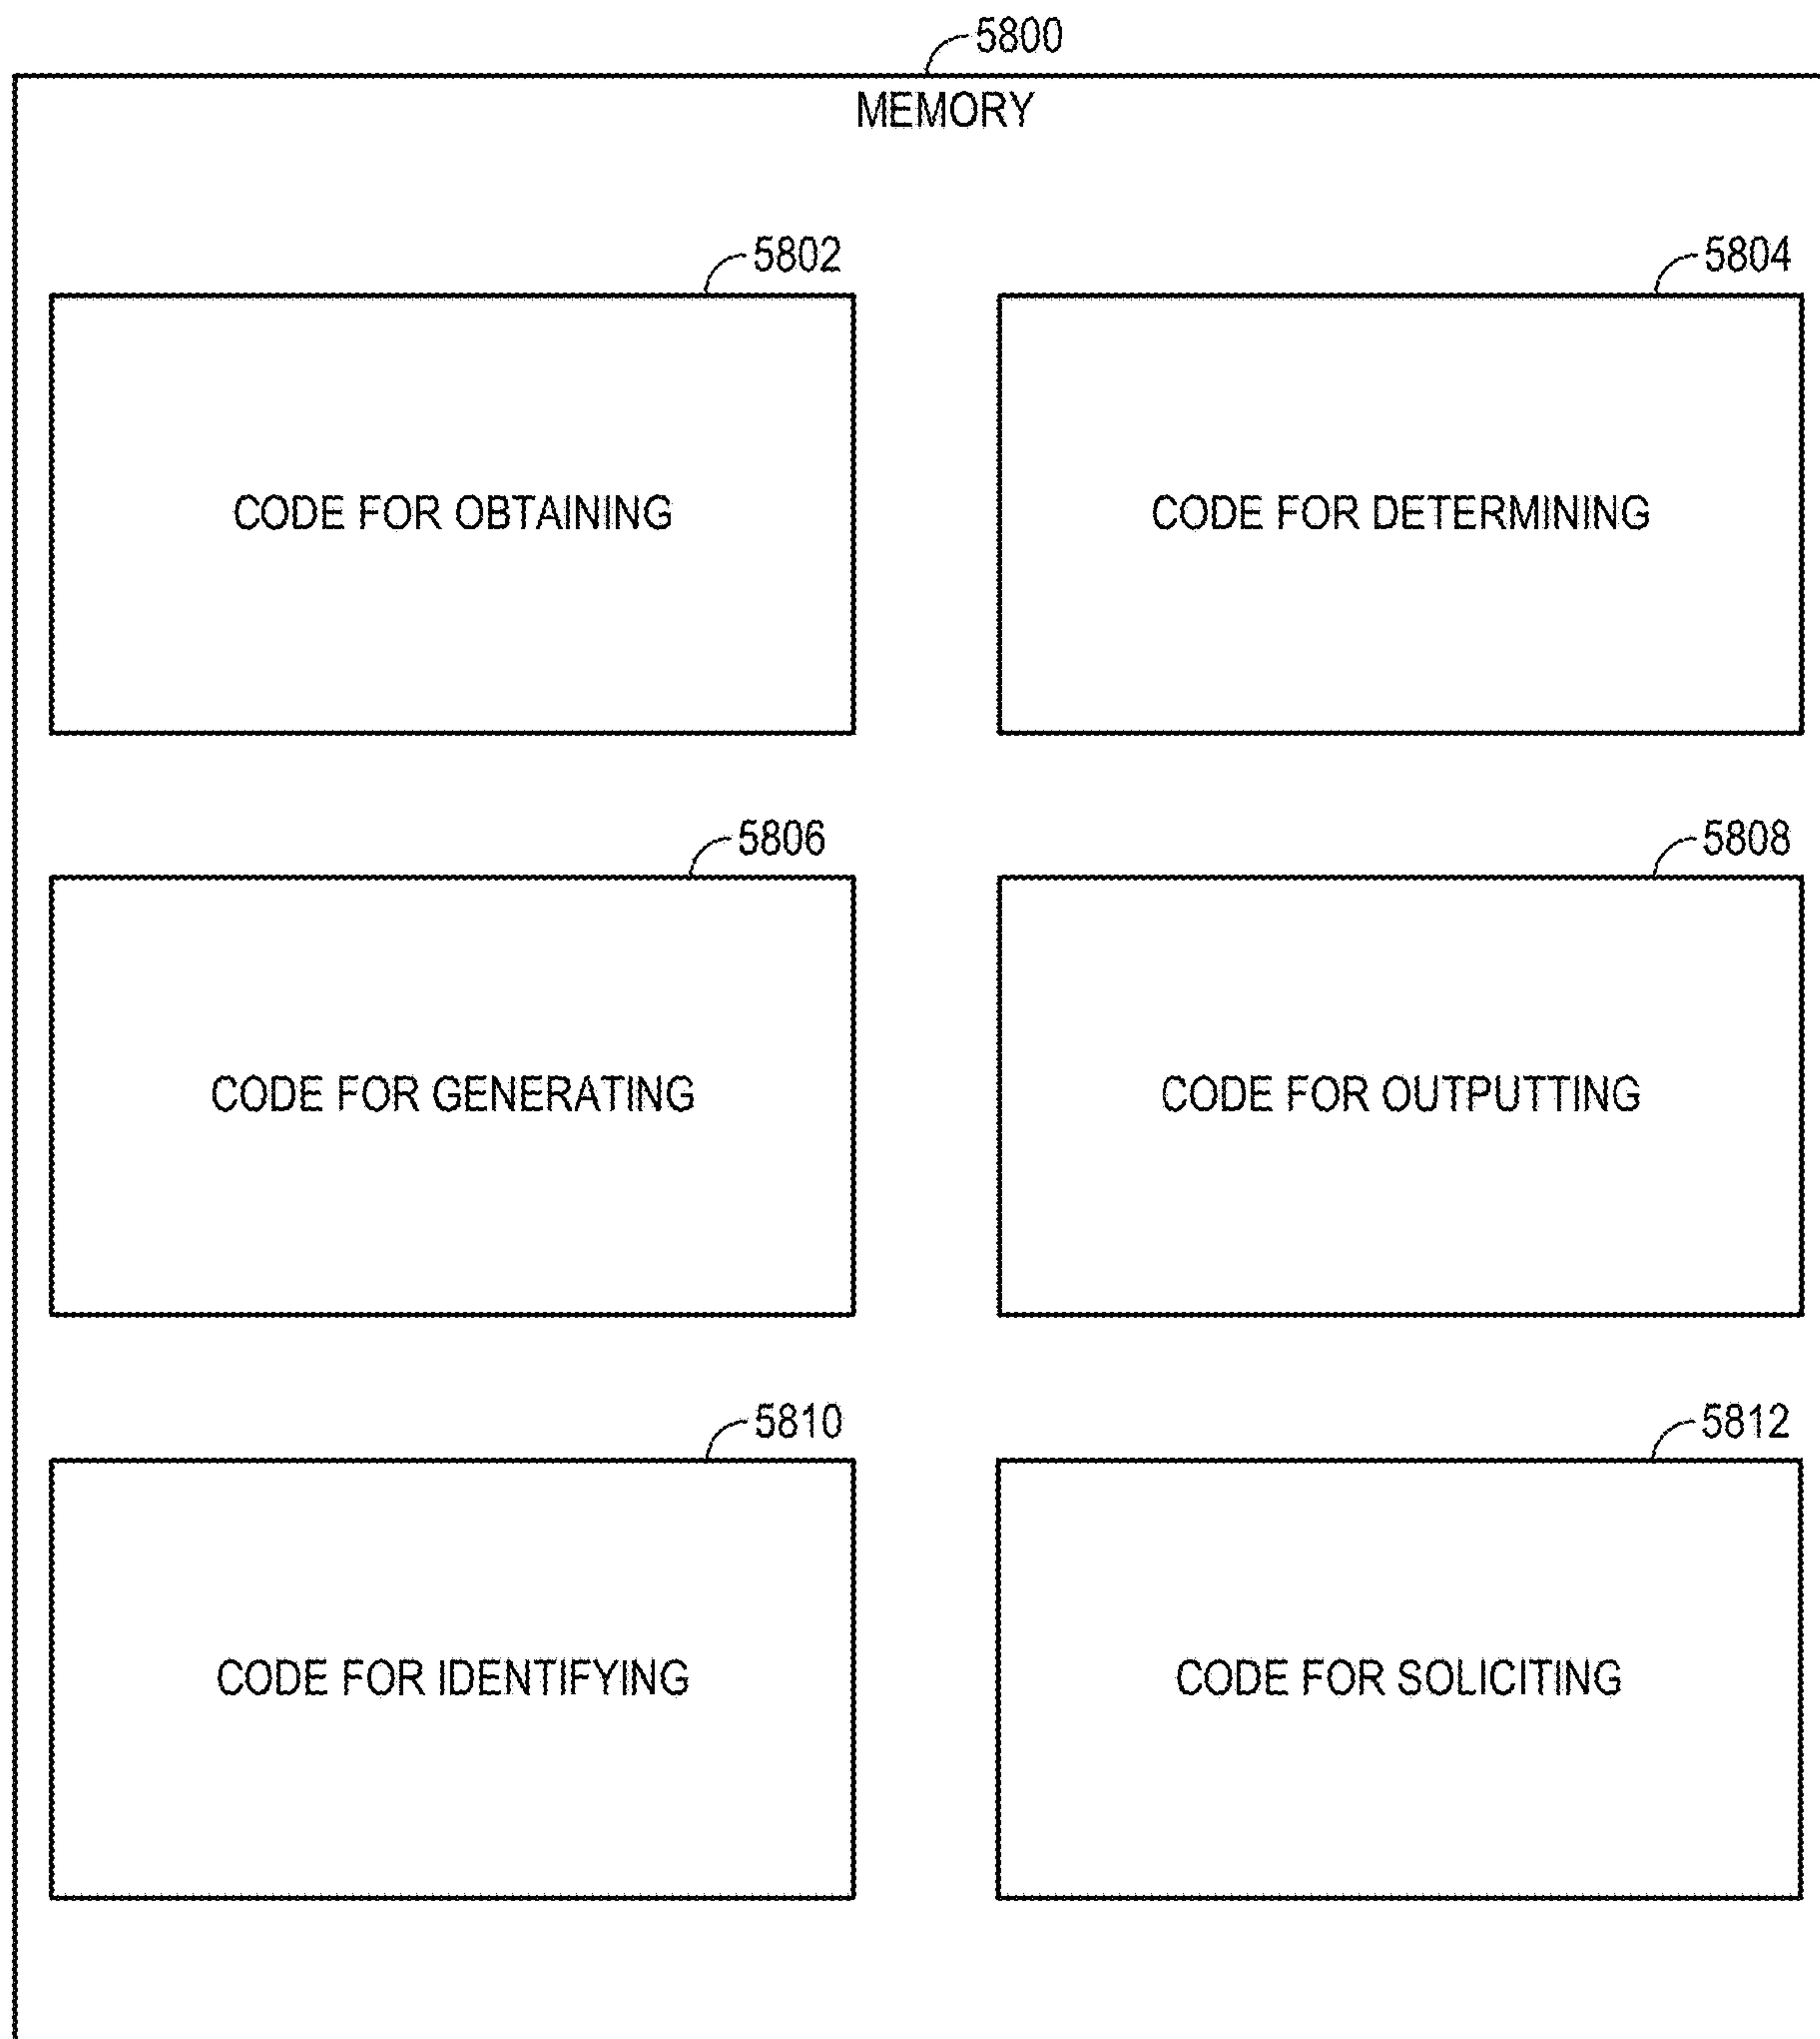 5800
MEMORY
5802
5804
CODE FOR OBTAINING
CODE FOR DETERMINING
5806
5808
CODE FOR GENERATING
CODE FOR OUTPUTTING
5810
5812
CODE FOR IDENTIFYING
CODE FOR SOLICITING